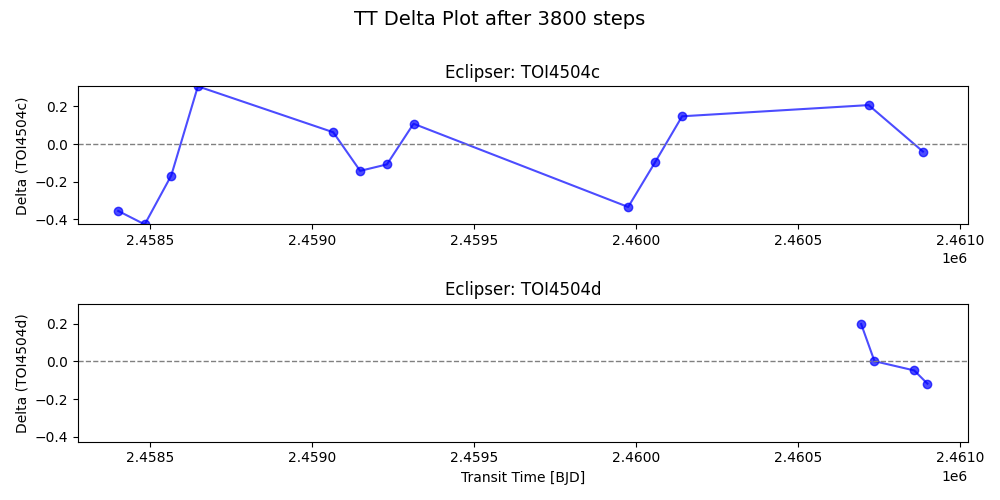 TT Delta Plot after 3800 steps
Eclipser: TOI4504c
Delta (TOI4504c)
0.2
0.0
−0.2
−0.4
2.4585 2.4590 2.4595 2.4600 2.4605 2.4610
1e6
Eclipser: TOI4504d
Delta (TOI4504d)
0.2
0.0
−0.2
−0.4
2.4585 2.4590 2.4595 2.4600 2.4605 2.4610
1e6
Transit Time [BJD]